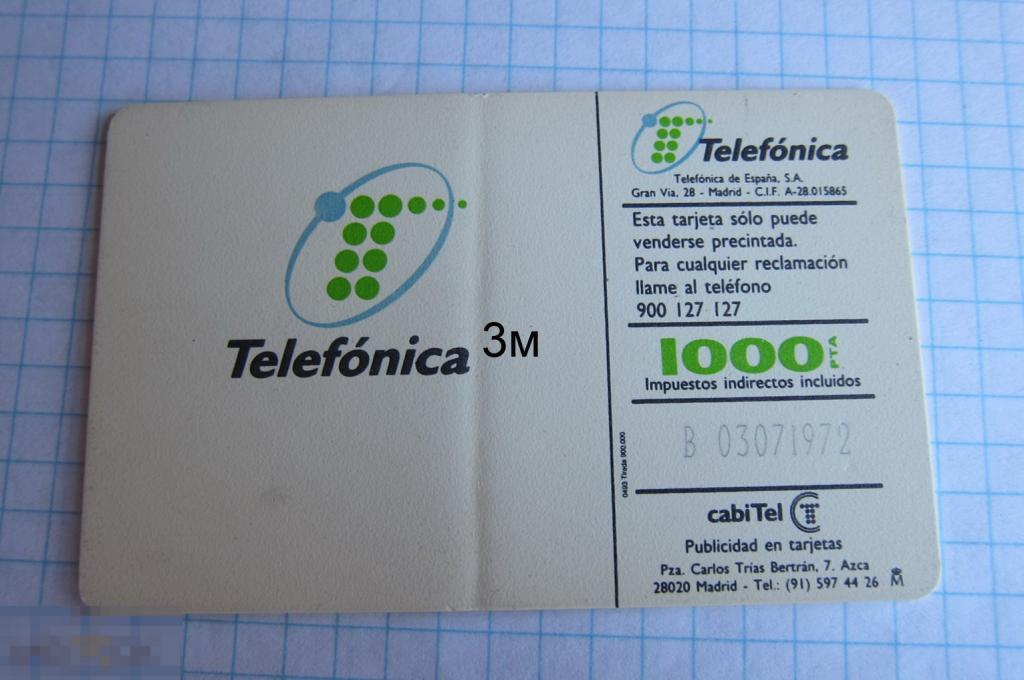 Telefónica
3м
Telefónica
Telefónica de España, S.A.
Gran Via, 28 - Madrid - C.I.F. A-28.015865
Esta tarjeta sólo puede
venderse precintada.
Para cualquier reclamación
llame al teléfono
900 127 127
1000 PTA
Impuestos indirectos incluidos
B 03071972
0493 Tirada 900.000
cabiTel
Publicidad en tarjetas
Pza. Carlos Trías Bertrán, 7. Azca
28020 Madrid - Tel.: (91) 597 44 26
M